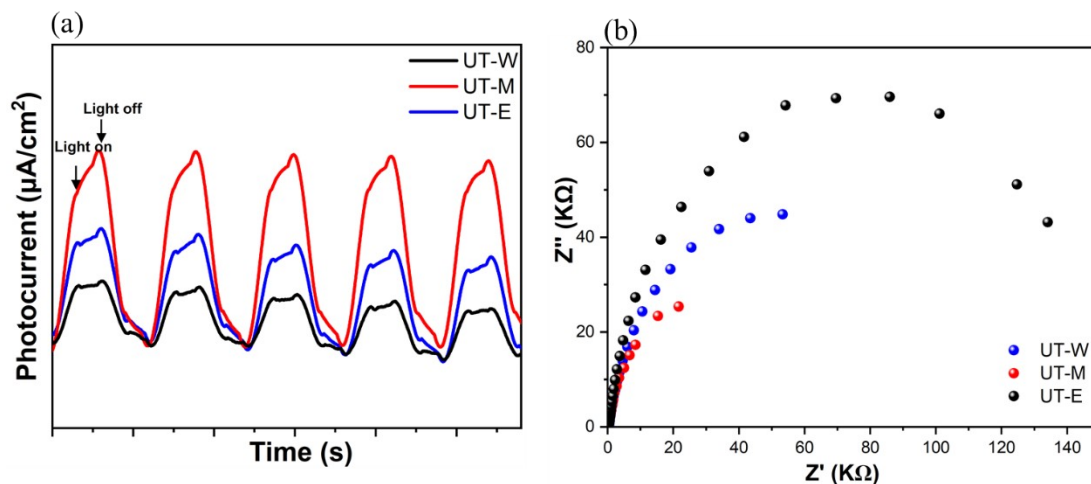 (a)
UT-W
UT-M
UT-E
Light off
Light on
Photocurrent (μA/cm²)
Time (s)
(b)
80
60
40
20
0
Z'' (KΩ)
UT-W
UT-M
UT-E
0 20 40 60 80 100 120 140
Z' (KΩ)